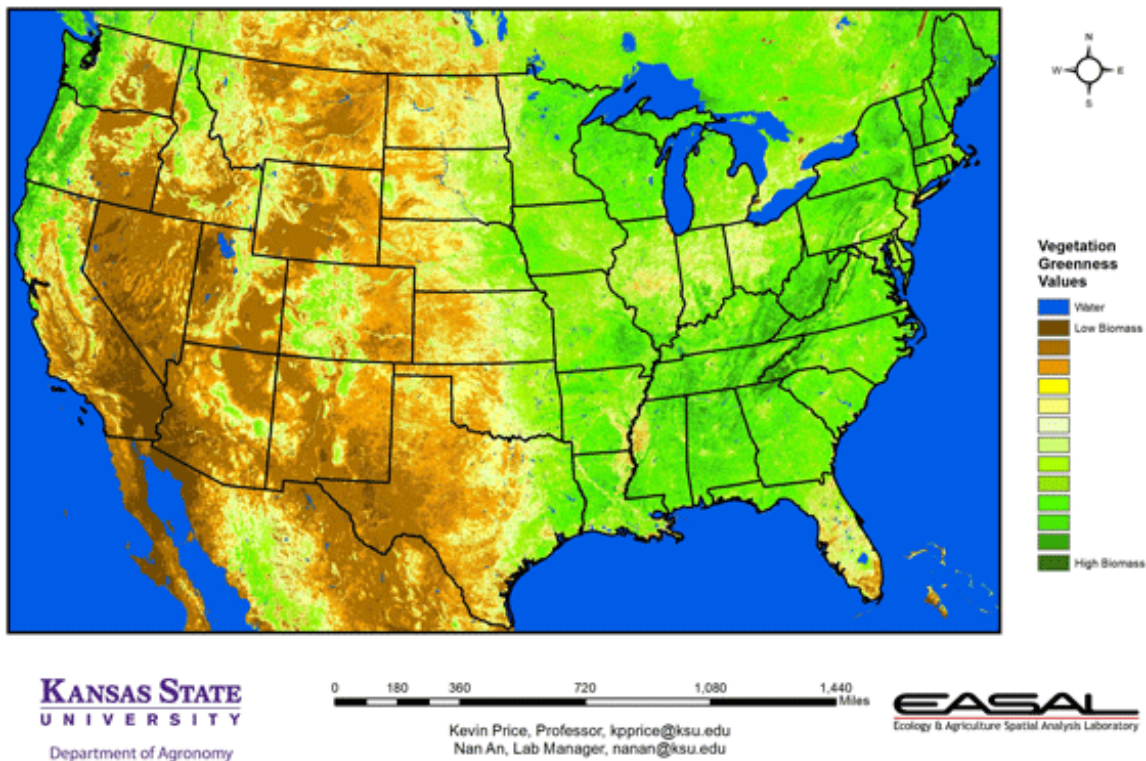 N
W
E
S
Vegetation
Greenness
Values
Water
Low Biomass
High Biomass
KANSAS STATE
UNIVERSITY
Department of Agronomy
0 180 360 720 1,080 1,440
Miles
Kevin Price, Professor, kpprice@ksu.edu
Nan An, Lab Manager, nanan@ksu.edu
EASAL
Ecology & Agriculture Spatial Analysis Laboratory